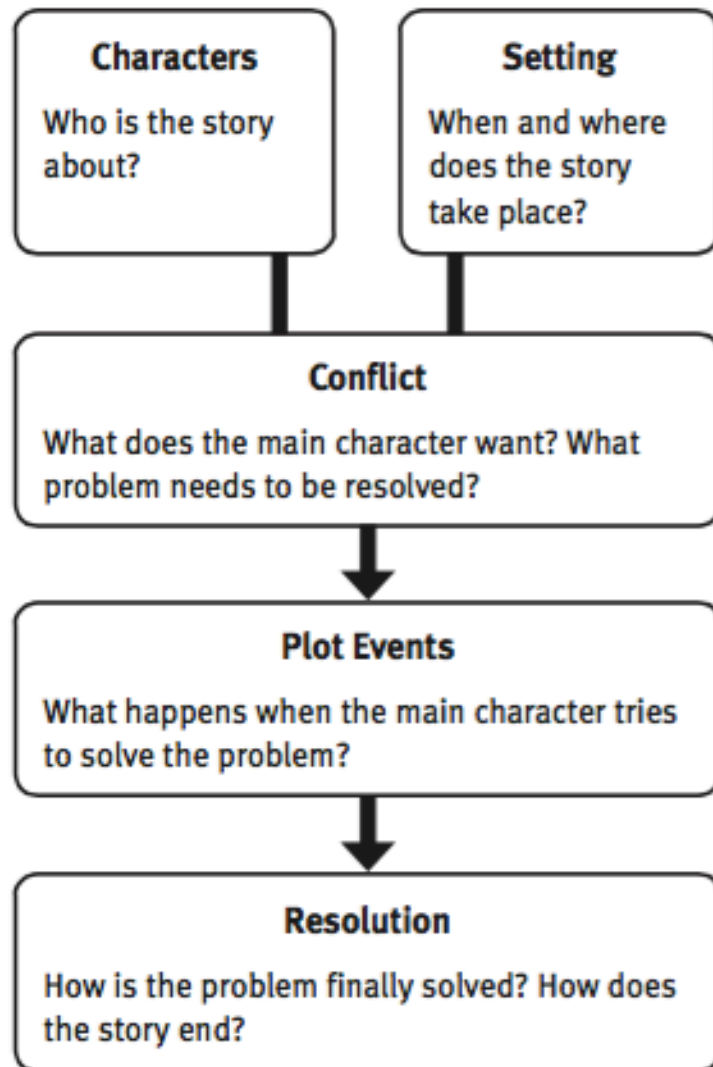 Characters
Who is the story
about?
Setting
When and where
does the story
take place?
Conflict
What does the main character want? What
problem needs to be resolved?
Plot Events
What happens when the main character tries
to solve the problem?
Resolution
How is the problem finally solved? How does
the story end?